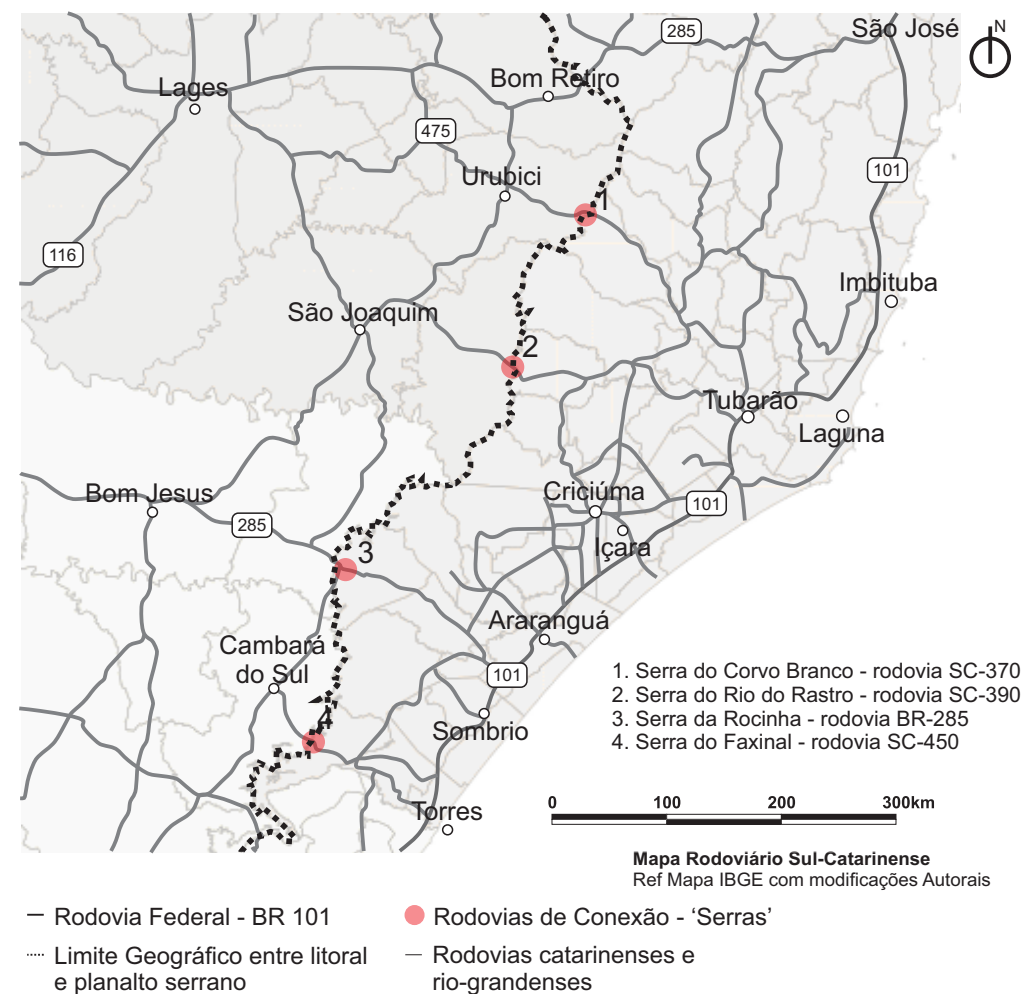 285
São José
N
Bom Retiro
Lages
475
101
Urubici
1
116
Imbituba
São Joaquim
2
Tubarão
Laguna
Bom Jesus
Criciúma
101
285
Içara
3
Araranguá
Cambará
do Sul
101
Sombrio
4
Torres
1. Serra do Corvo Branco - rodovia SC-370
2. Serra do Rio do Rastro - rodovia SC-390
3. Serra da Rocinha - rodovia BR-285
4. Serra do Faxinal - rodovia SC-450
0 100 200 300km
Mapa Rodoviário Sul-Catarinense
Ref Mapa IBGE com modificações Autorais
Rodovia Federal - BR 101
Rodovias de Conexão - ‘Serras’
Limite Geográfico entre litoral
e planalto serrano
Rodovias catarinenses e
rio-grandenses